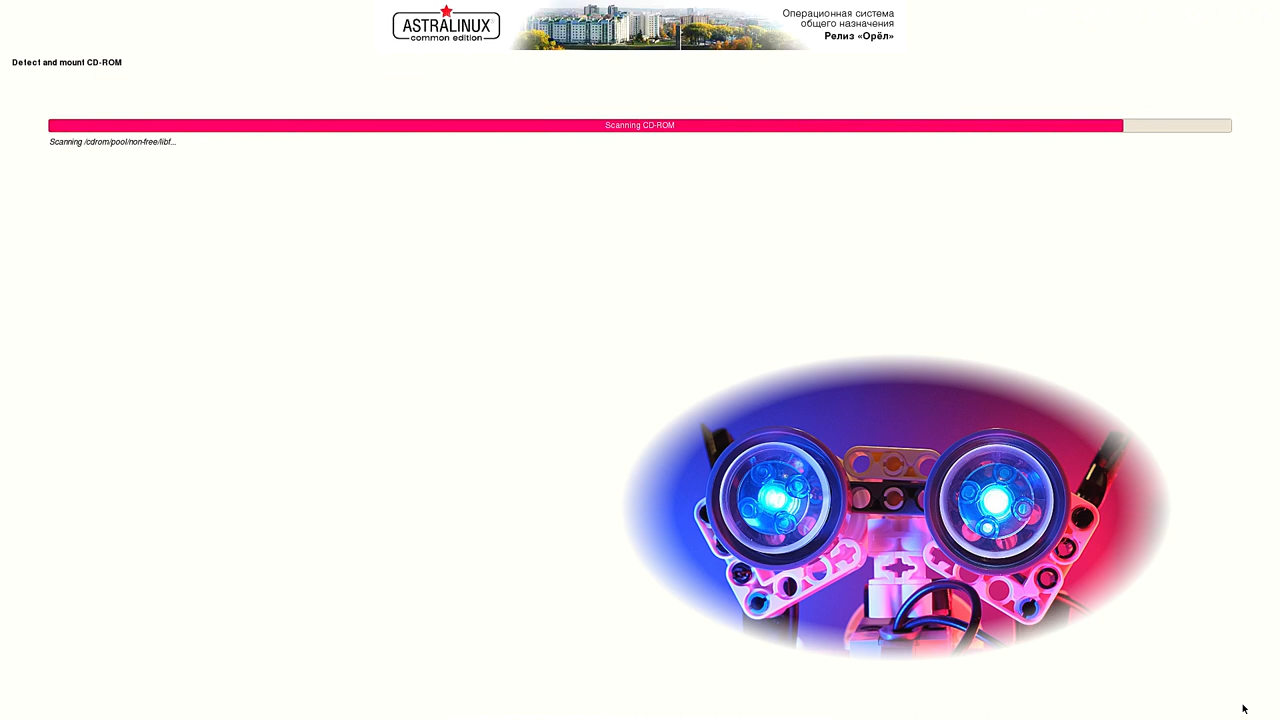 ASTRALINUX
common edition
Операционная система
общего назначения
Релиз «Орёл»
Detect and mount CD-ROM
Scanning CD-ROM
Scanning /cdrom/pool/non-free/libf...